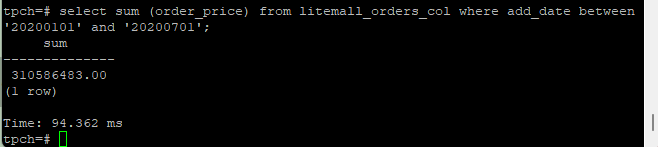 tpch=# select sum (order_price) from litemall_orders_col where add_date between
'20200101' and '20200701';
     sum
--------------
 310586483.00
(1 row)

Time: 94.362 ms
tpch=#